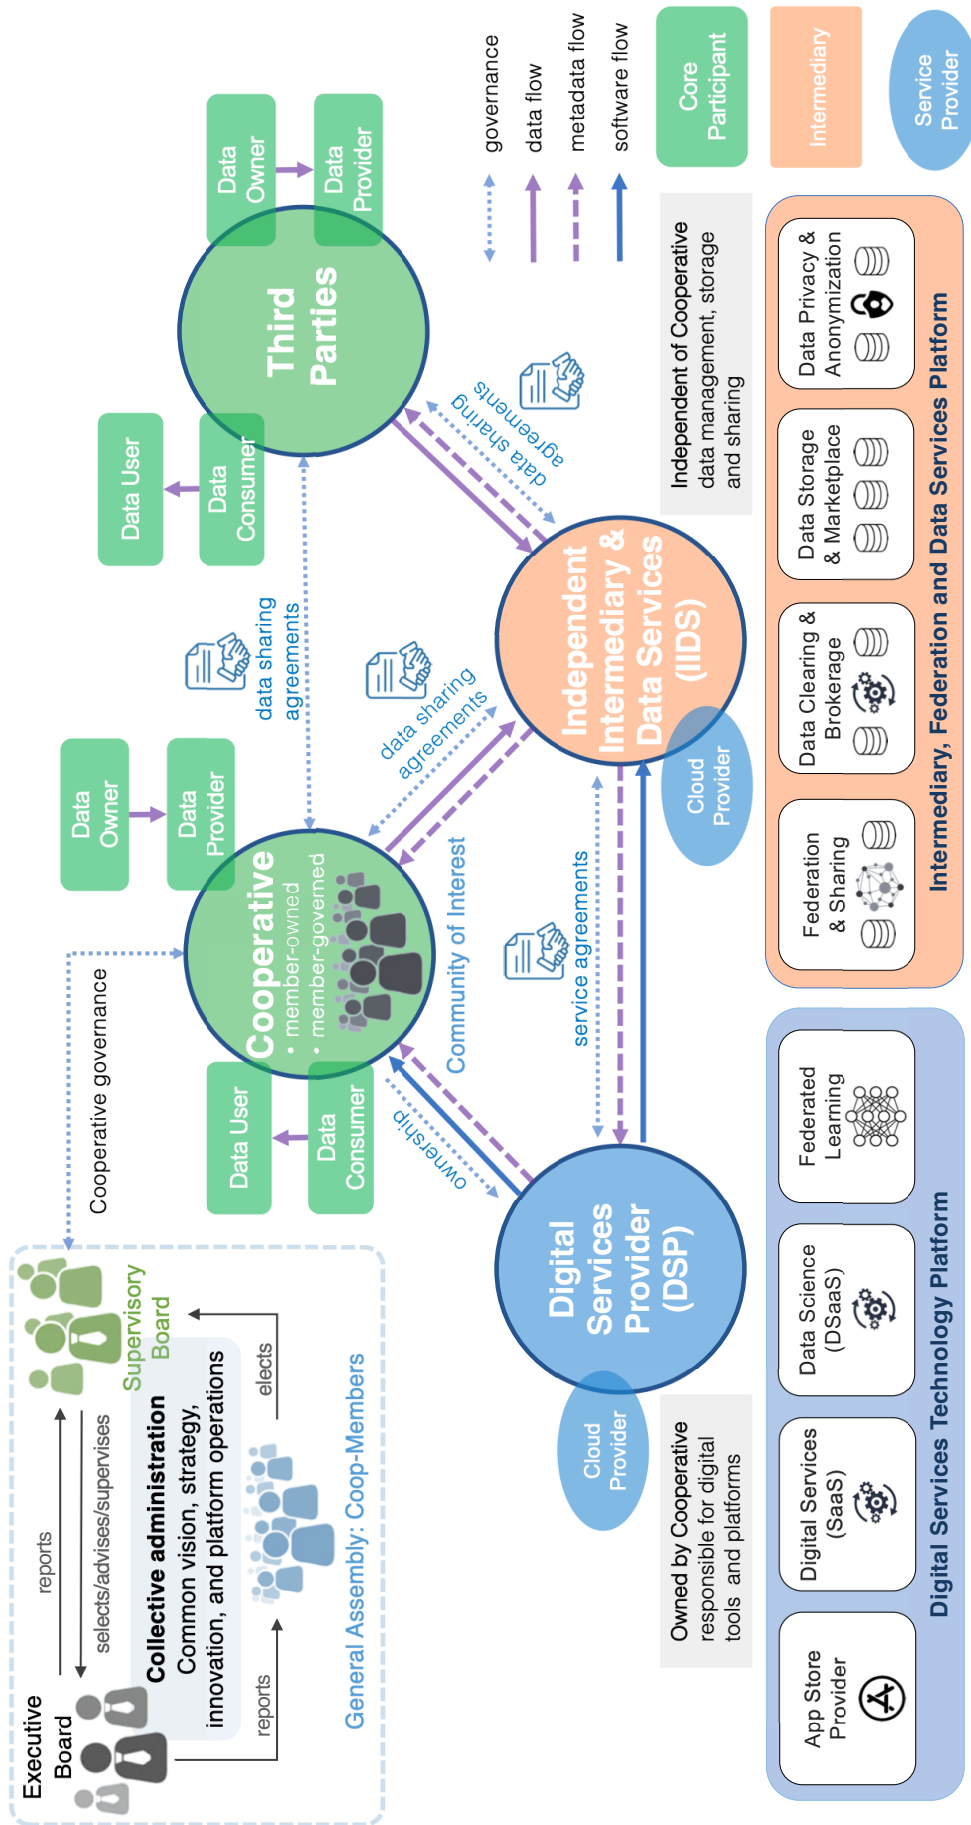 Executive
Board
reports
selects/advises/supervises
Supervisory
Board
Collective administration
Common vision, strategy,
innovation, and platform operations
reports
elects
General Assembly: Coop-Members
Cooperative governance
Data User
Data
Consumer
Cooperative
• member-owned
• member-governed
Data
Owner
Data
Provider
Community of Interest
data sharing
agreements
Data User
Data
Consumer
Third
Parties
Data
Owner
Data
Provider
ownership
data sharing
agreements
data sharing
agreements
service agreements
Digital
Services
Provider
(DSP)
Cloud
Provider
Independent
Intermediary &
Data Services
(IIDS)
Cloud
Provider
governance
data flow
metadata flow
software flow
Core
Participant
Intermediary
Service
Provider
Owned by Cooperative
responsible for digital
tools and platforms
Independent of Cooperative
data management, storage
and sharing
App Store
Provider
Digital Services
(SaaS)
Data Science
(DSaaS)
Federated
Learning
Digital Services Technology Platform
Federation
& Sharing
Data Clearing &
Brokerage
Data Storage
& Marketplace
Data Privacy &
Anonymization
Intermediary, Federation and Data Services Platform